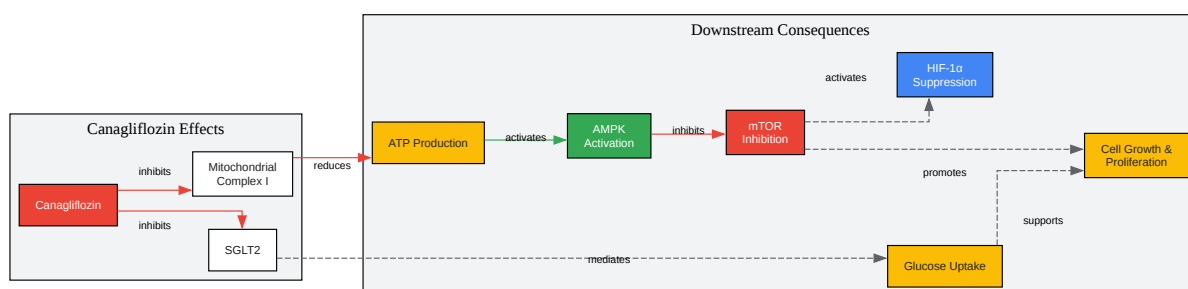 Downstream Consequences
Canagliflozin Effects
HIF-1α
Suppression
activates
ATP Production
activates
AMPK
Activation
inhibits
mTOR
Inhibition
Cell Growth &
Proliferation
Mitochondrial
Complex I
reduces
inhibits
promotes
Canagliflozin
inhibits
supports
SGLT2
mediates
Glucose Uptake